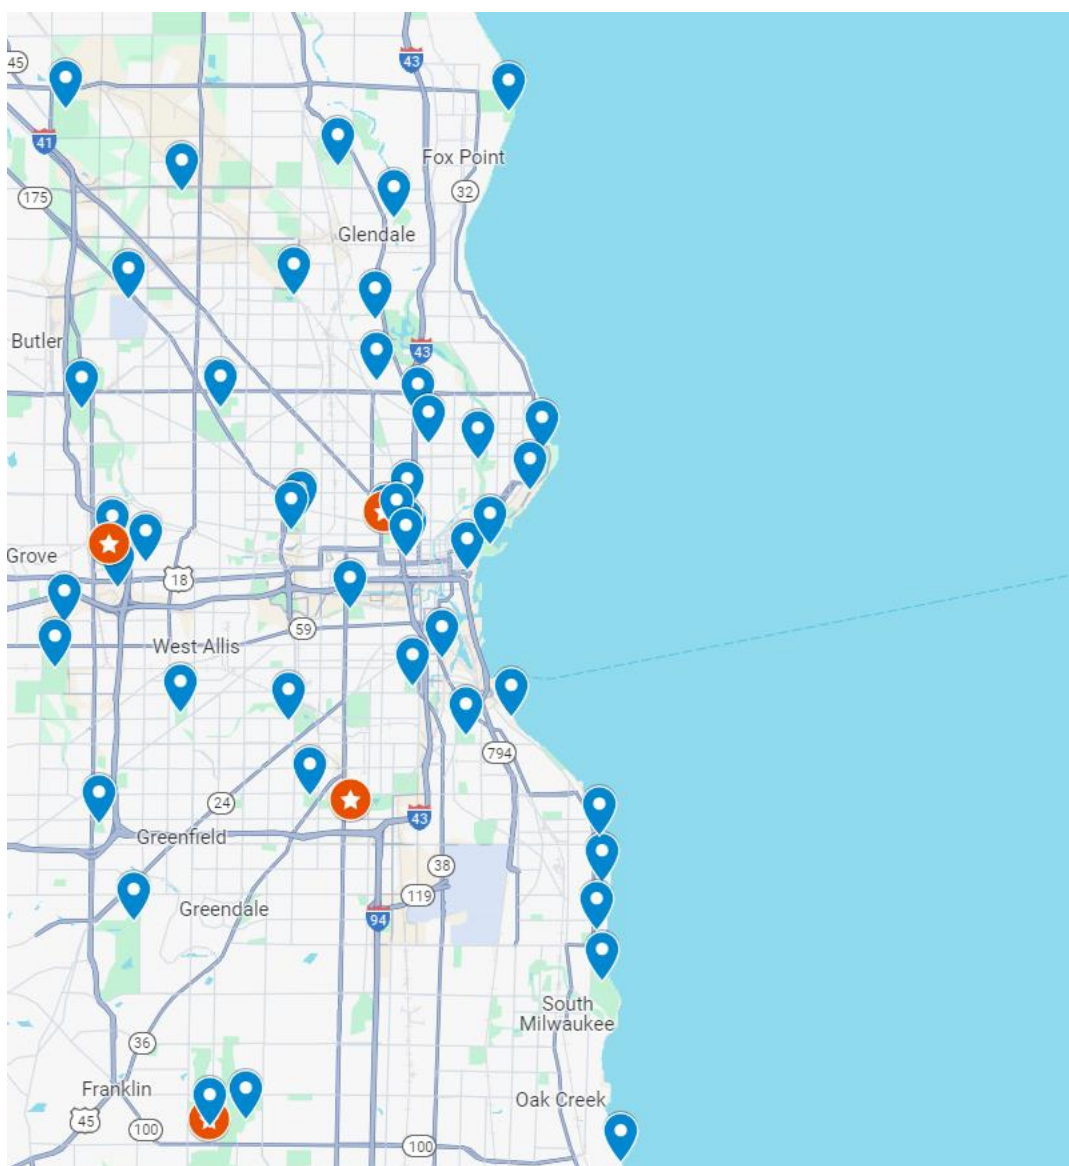 45
43
41
Fox Point
175
32
Glendale
Butler
43
Grove
18
59
West Allis
794
24
43
Greenfield
38
119
Greendale
94
South
Milwaukee
36
Franklin
Oak Creek
45
100
100